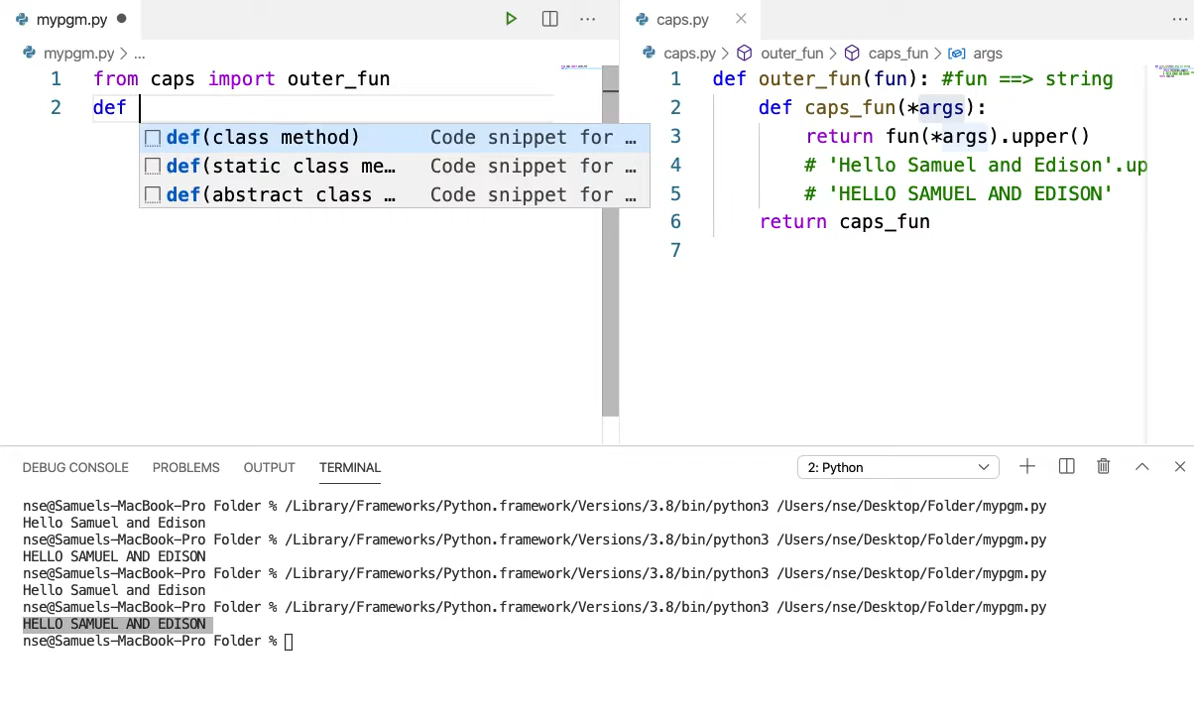 mypgm.py
mypgm.py > ...
1 from caps import outer_fun
2 def
def(class method) Code snippet for …
def(static class me… Code snippet for …
def(abstract class … Code snippet for …
caps.py
caps.py > outer_fun > caps_fun > args
1 def outer_fun(fun): #fun ==> string
2 def caps_fun(*args):
3 return fun(*args).upper()
4 # 'Hello Samuel and Edison'.up
5 # 'HELLO SAMUEL AND EDISON'
6 return caps_fun
7
DEBUG CONSOLE PROBLEMS OUTPUT TERMINAL 2: Python
nse@Samuels-MacBook-Pro Folder % /Library/Frameworks/Python.framework/Versions/3.8/bin/python3 /Users/nse/Desktop/Folder/mypgm.py
Hello Samuel and Edison
nse@Samuels-MacBook-Pro Folder % /Library/Frameworks/Python.framework/Versions/3.8/bin/python3 /Users/nse/Desktop/Folder/mypgm.py
HELLO SAMUEL AND EDISON
nse@Samuels-MacBook-Pro Folder % /Library/Frameworks/Python.framework/Versions/3.8/bin/python3 /Users/nse/Desktop/Folder/mypgm.py
Hello Samuel and Edison
nse@Samuels-MacBook-Pro Folder % /Library/Frameworks/Python.framework/Versions/3.8/bin/python3 /Users/nse/Desktop/Folder/mypgm.py
HELLO SAMUEL AND EDISON
nse@Samuels-MacBook-Pro Folder %